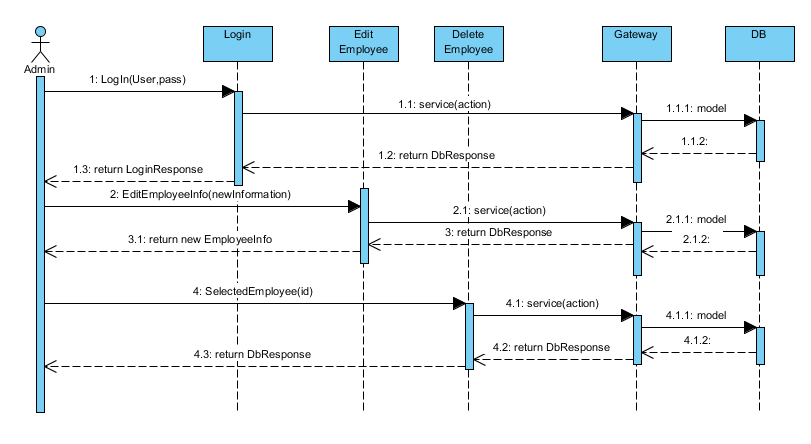 Login
Edit
Employee
Delete
Employee
Gateway
DB
Admin
1: LogIn(User,pass)
1.1: service(action)
1.1.1: model
1.1.2:
1.2: return DbResponse
1.3: return LoginResponse
2: EditEmployeeInfo(newInformation)
2.1: service(action)
2.1.1: model
3: return DbResponse
2.1.2:
3.1: return new EmployeeInfo
4: SelectedEmployee(id)
4.1: service(action)
4.1.1: model
4.1.2:
4.2: return DbResponse
4.3: return DbResponse